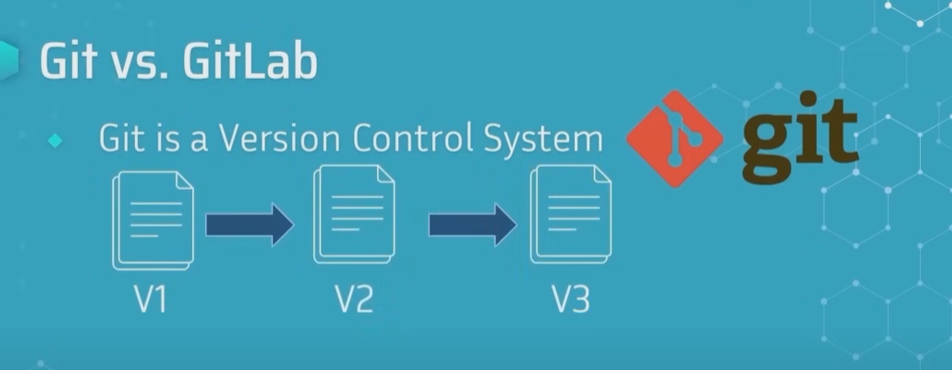 Git vs. GitLab
Git is a Version Control System
git
V1
V2
V3